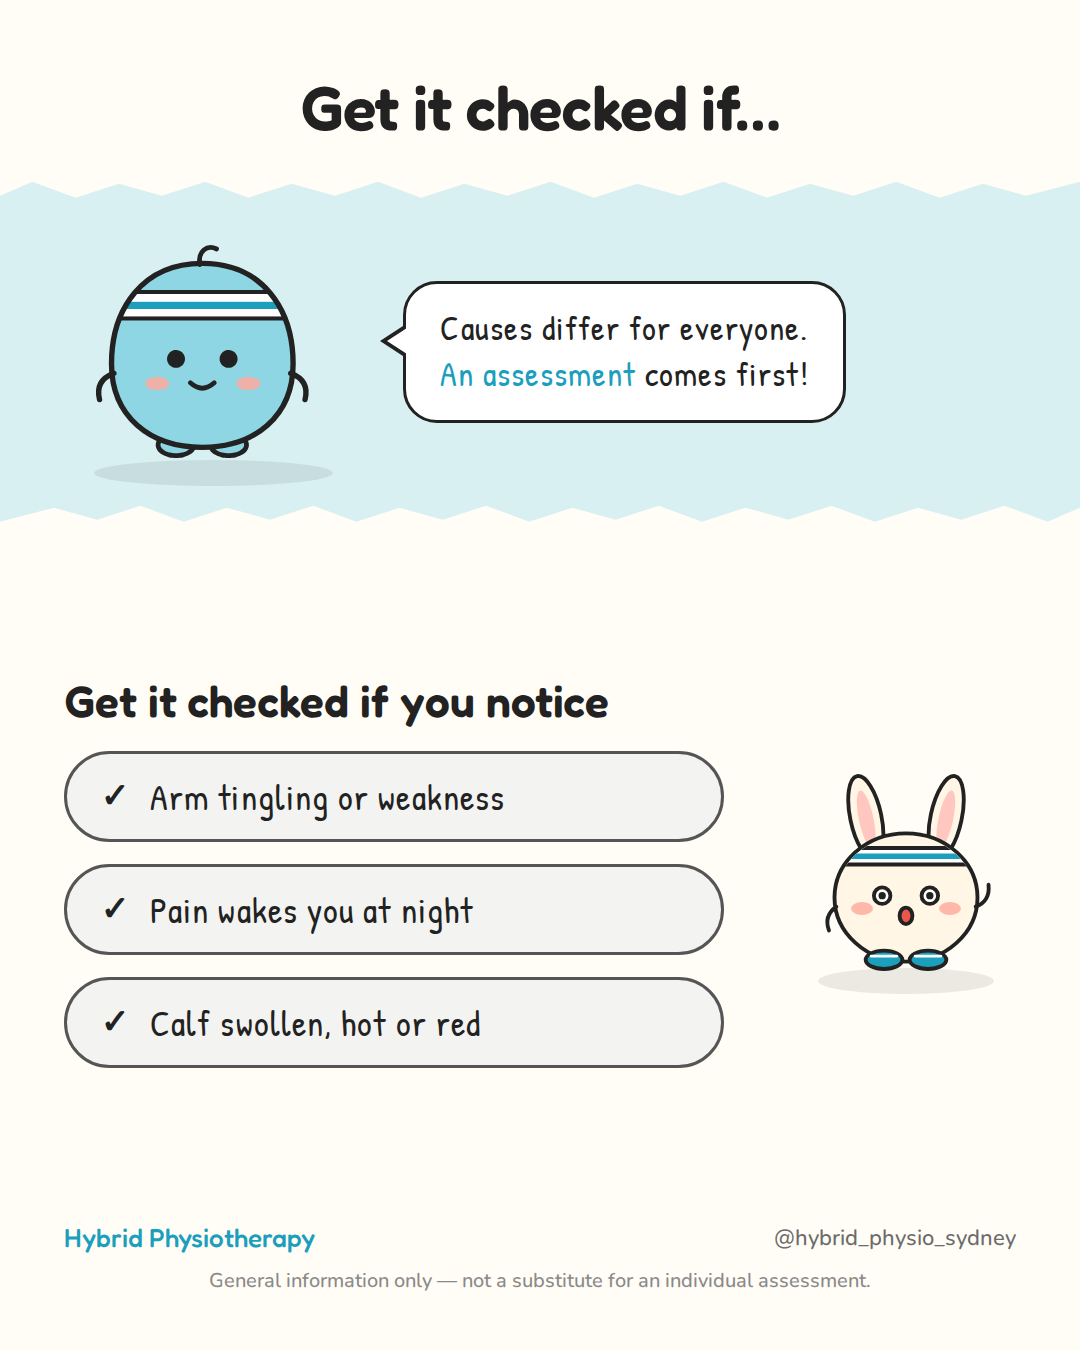 Get it checked if...
Causes differ for everyone.
An assessment comes first!
Get it checked if you notice
✓ Arm tingling or weakness
✓ Pain wakes you at night
✓ Calf swollen, hot or red
Hybrid Physiotherapy
@hybrid_physio_sydney
General information only — not a substitute for an individual assessment.